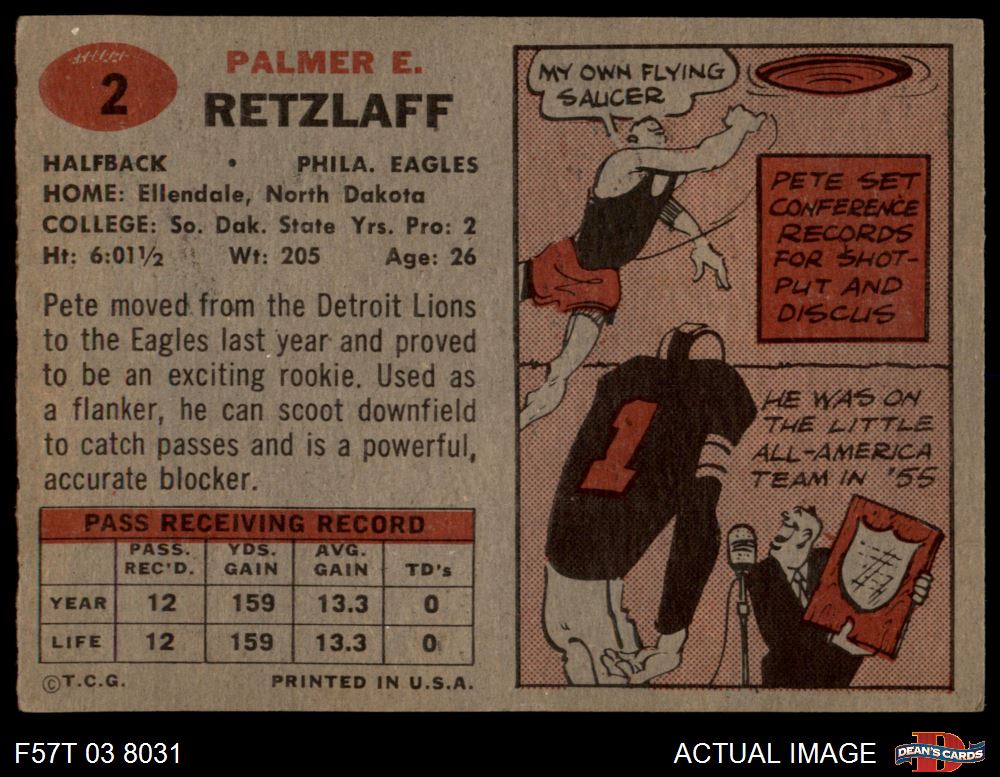 2
PALMER E.
RETZLAFF
HALFBACK • PHILA. EAGLES
HOME: Ellendale, North Dakota
COLLEGE: So. Dak. State Yrs. Pro: 2
Ht: 6:01½ Wt: 205 Age: 26
Pete moved from the Detroit Lions
to the Eagles last year and proved
to be an exciting rookie. Used as
a flanker, he can scoot downfield
to catch passes and is a powerful,
accurate blocker.
PASS RECEIVING RECORD
PASS. REC'D. YDS. GAIN AVG. GAIN TD's
YEAR 12 159 13.3 0
LIFE 12 159 13.3 0
©T.C.G. PRINTED IN U.S.A.
MY OWN FLYING
SAUCER
PETE SET
CONFERENCE
RECORDS
FOR SHOT-
PUT AND
DISCUS
HE WAS ON
THE LITTLE
ALL-AMERICA
TEAM IN '55
1
F57T 03 8031
ACTUAL IMAGE
DEAN'S CARDS